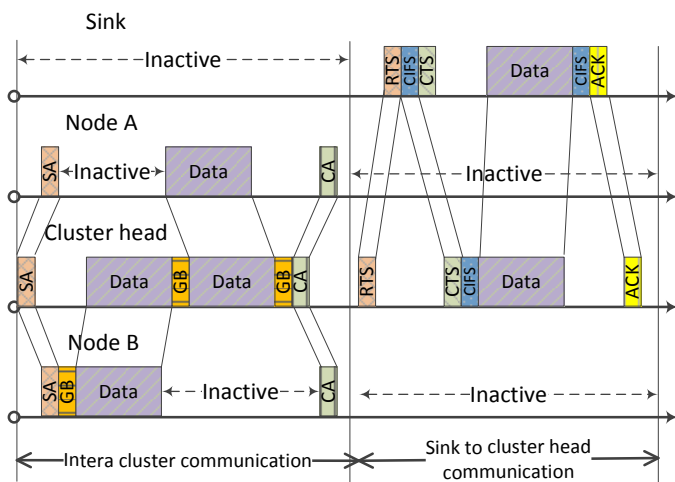 Sink
Inactive
RTS
CIFS
CTS
Data
CIFS
ACK
Node A
SA
Inactive
Data
CA
Inactive
Cluster head
SA
Data
GB
Data
GB
CA
RTS
CTS
CIFS
Data
ACK
Node B
SA
GB
Data
Inactive
CA
Inactive
Intera cluster communication
Sink to cluster head
communication